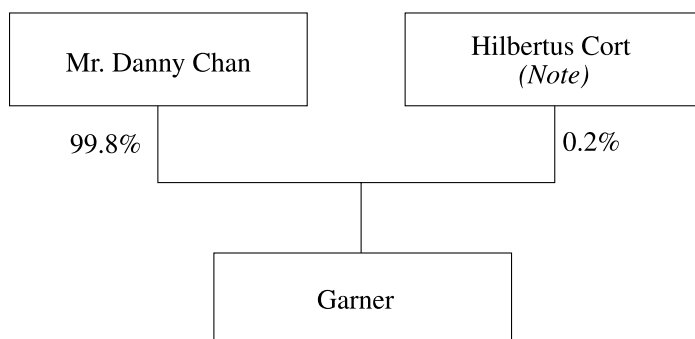 Mr. Danny Chan
Hilbertus Cort
(Note)
99.8%
0.2%
Garner